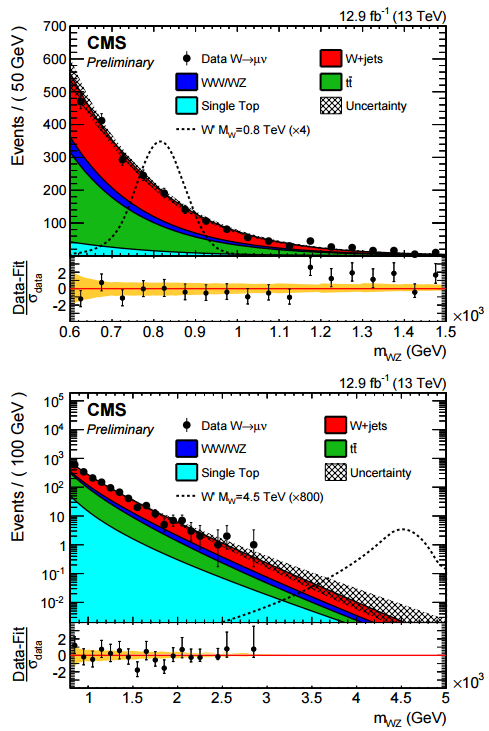 12.9 fb⁻¹ (13 TeV)
CMS
Preliminary
Data W→μν
W+jets
WW/WZ
tt̄
Single Top
Uncertainty
W' M_W'=0.8 TeV (×4)
Events / ( 50 GeV )
700
600
500
400
300
200
100
Data-Fit
σ_data
2
0
−2
0.6 0.7 0.8 0.9 1 1.1 1.2 1.3 1.4 1.5
×10³
m_WZ (GeV)
12.9 fb⁻¹ (13 TeV)
CMS
Preliminary
Data W→μν
W+jets
WW/WZ
tt̄
Single Top
Uncertainty
W' M_W'=4.5 TeV (×800)
Events / ( 100 GeV )
10⁵
10⁴
10³
10²
10
1
10⁻¹
10⁻²
Data-Fit
σ_data
2
0
−2
1 1.5 2 2.5 3 3.5 4 4.5 5
×10³
m_WZ (GeV)